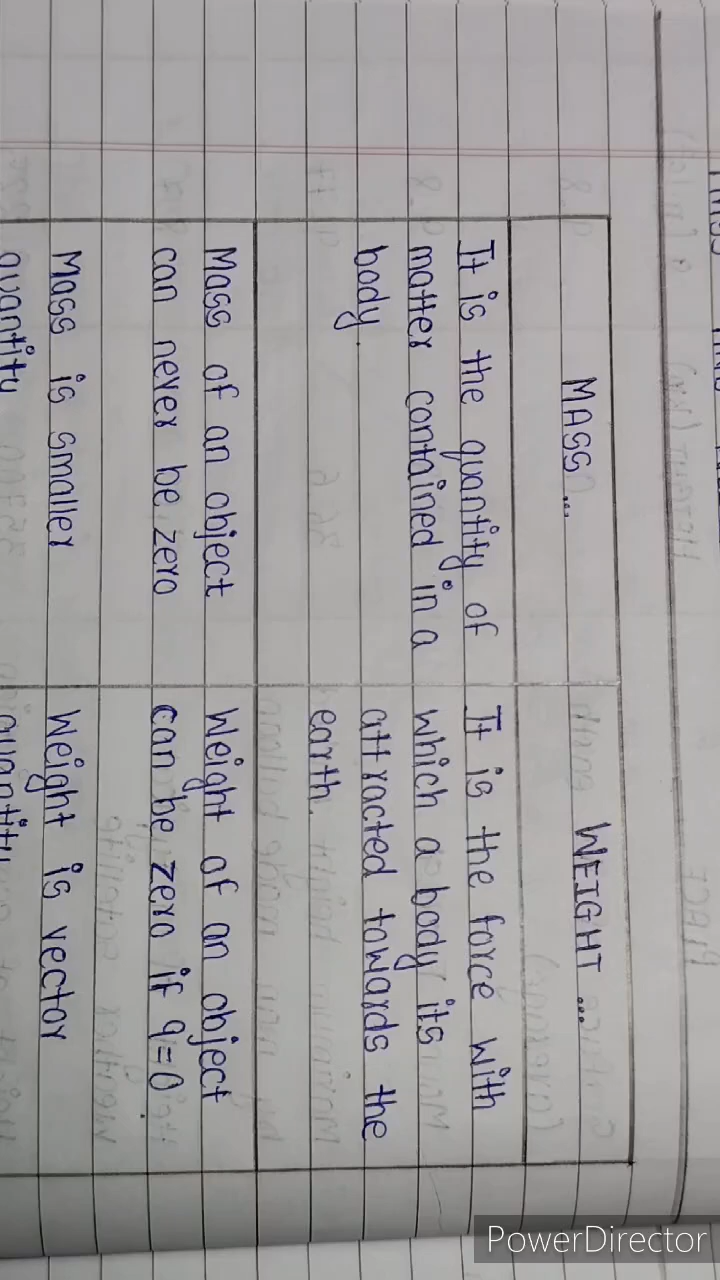 MASS ...
WEIGHT ...
It is the quantity of
matter contained in a
body.
It is the force with
which a body its
attracted towards the
earth.
Mass of an object
can never be zero
Weight of an object
can be zero if g=0.
Mass is smaller
quantity
Weight is vector
quantity
PowerDirector